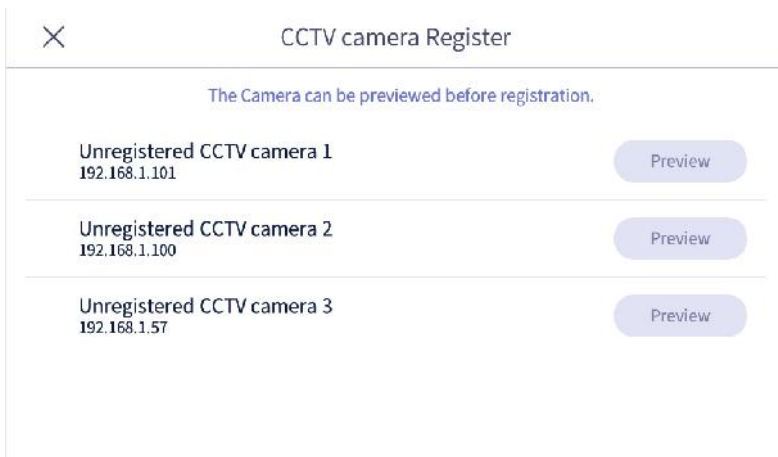 CCTV camera Register
The Camera can be previewed before registration.
Unregistered CCTV camera 1
192.168.1.101
Preview
Unregistered CCTV camera 2
192.168.1.100
Preview
Unregistered CCTV camera 3
192.168.1.57
Preview